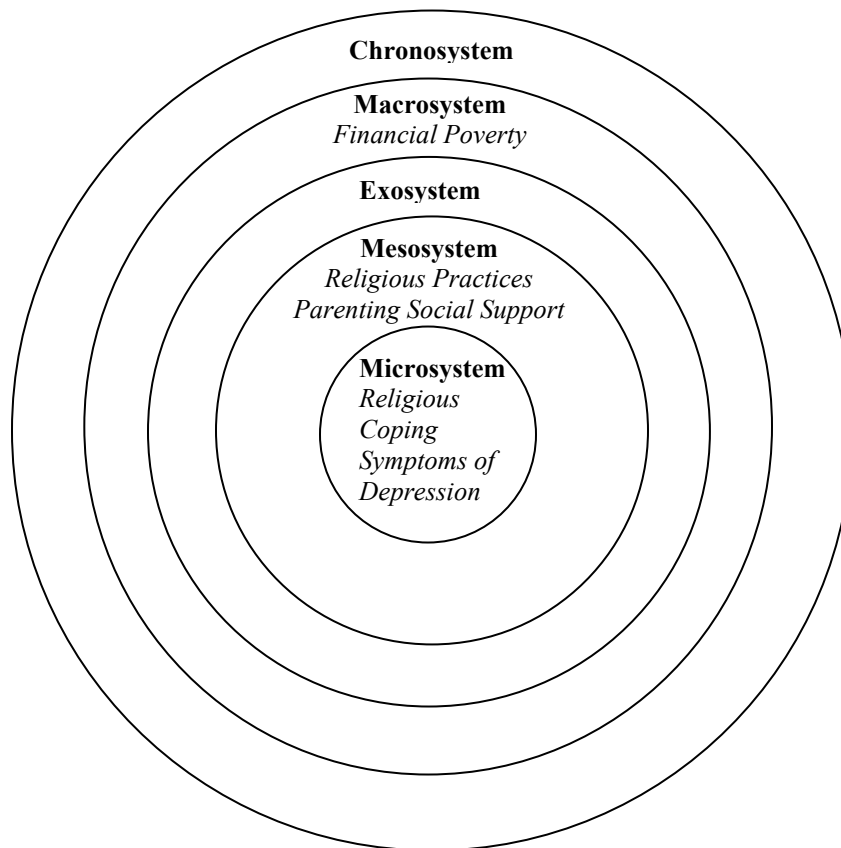 Chronosystem
Macrosystem
Financial Poverty
Exosystem
Mesosystem
Religious Practices
Parenting Social Support
Microsystem
Religious
Coping
Symptoms of
Depression